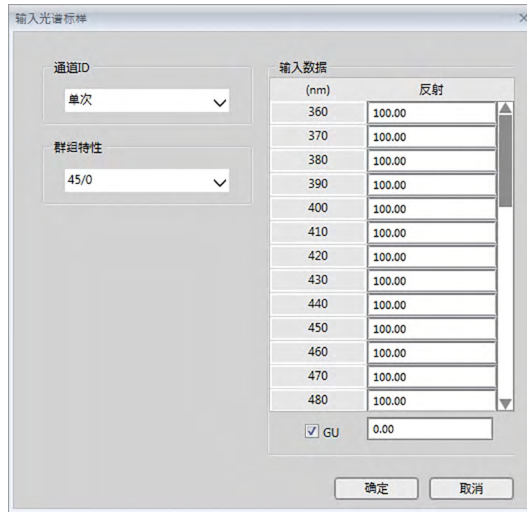 输入光谱标样
通道ID
单次
群组特性
45/0
输入数据
(nm) 反射
360 100.00
370 100.00
380 100.00
390 100.00
400 100.00
410 100.00
420 100.00
430 100.00
440 100.00
450 100.00
460 100.00
470 100.00
480 100.00
GU 0.00
确定 取消